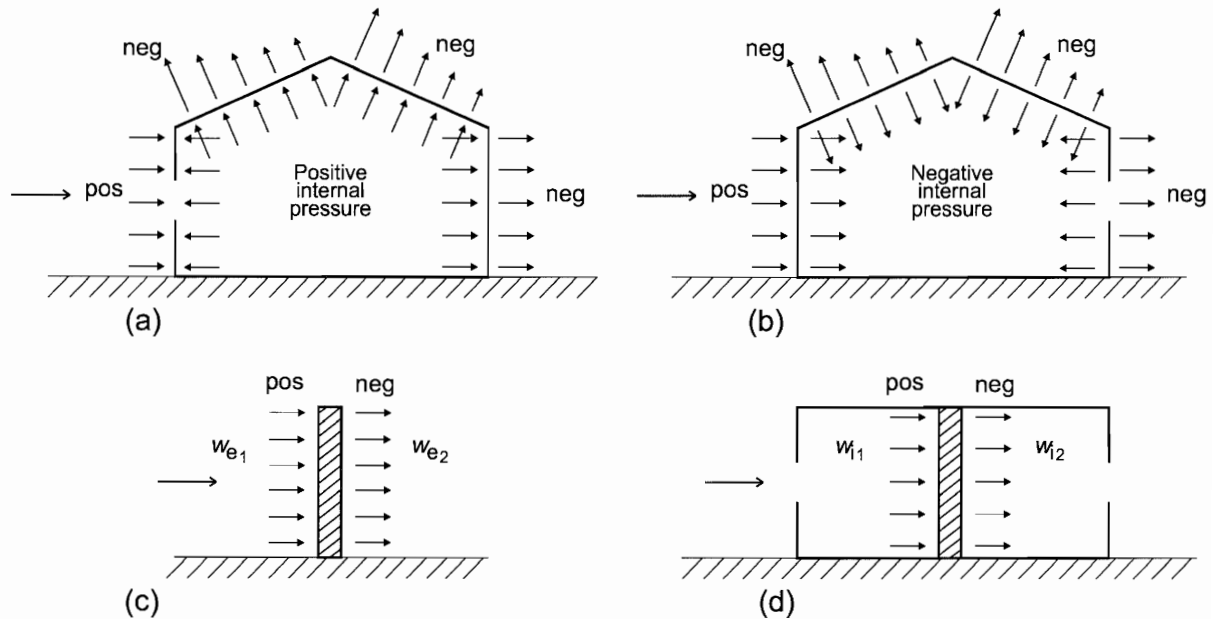 neg
neg
pos
Positive
internal
pressure
neg
(a)
neg
neg
pos
Negative
internal
pressure
neg
(b)
pos
neg
we1
we2
(c)
pos
neg
wi1
wi2
(d)